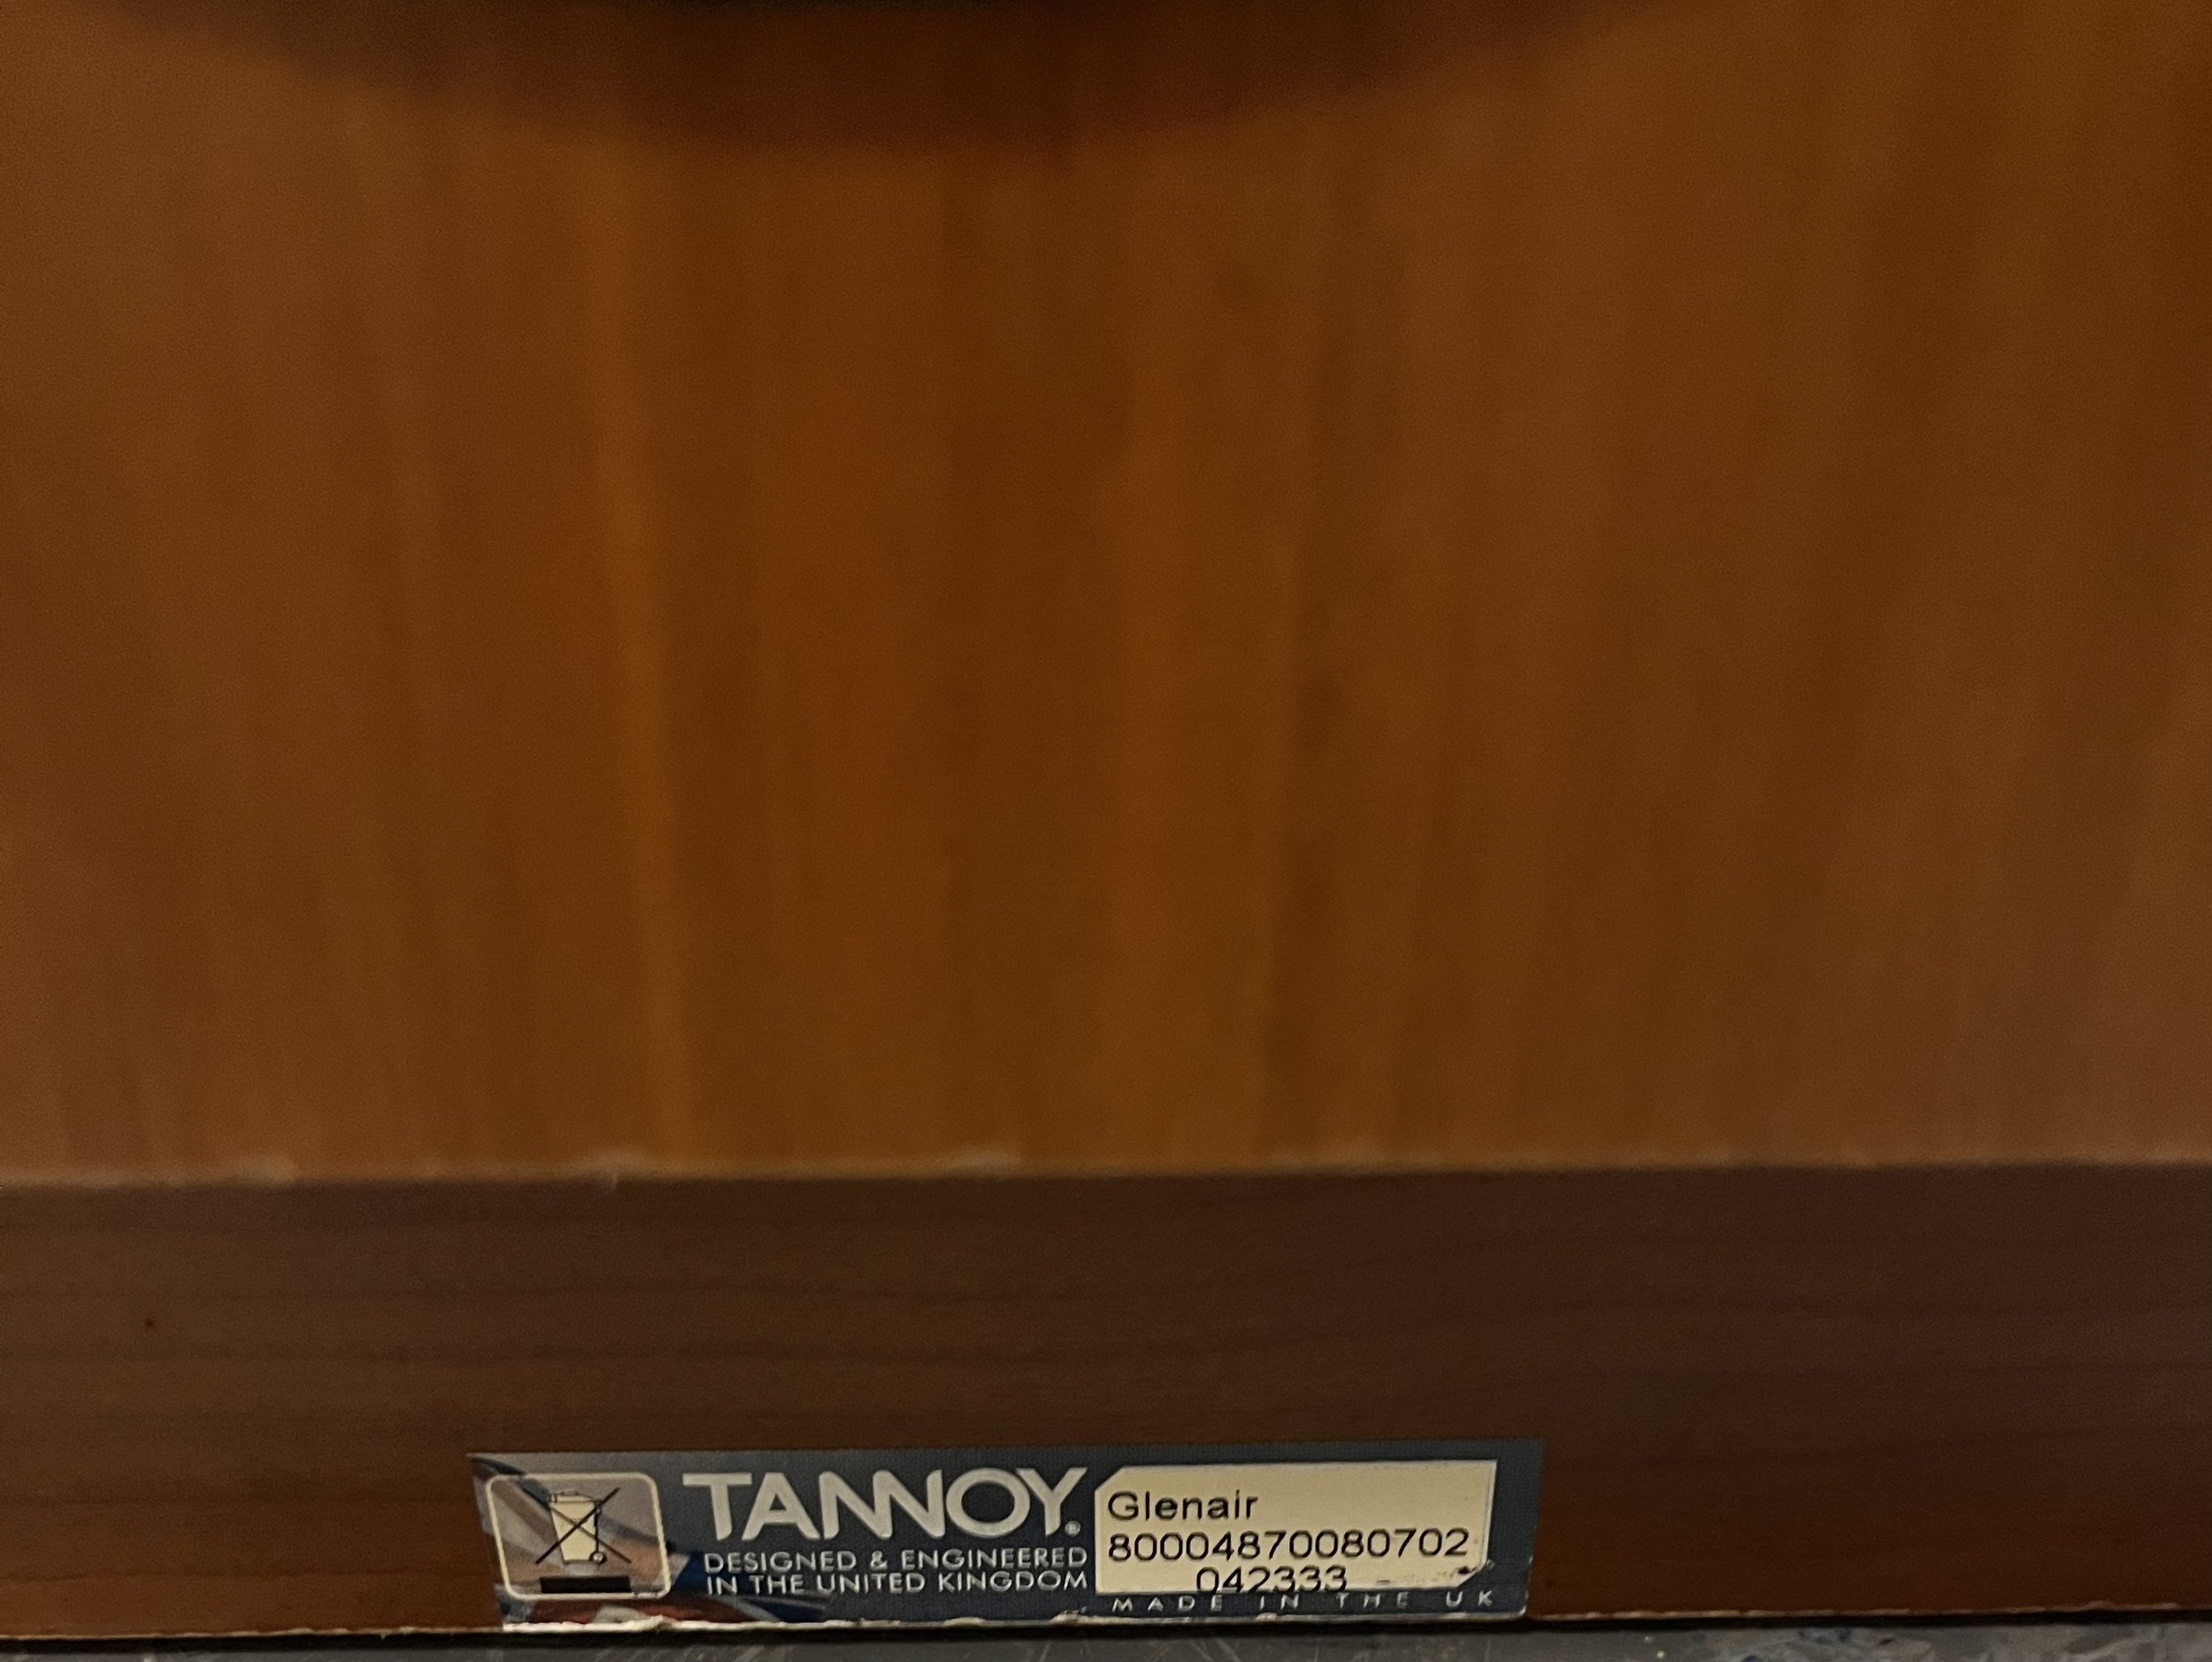 TANNOY®
DESIGNED & ENGINEERED
IN THE UNITED KINGDOM
Glenair
80004870080702
042333
MADE IN THE UK